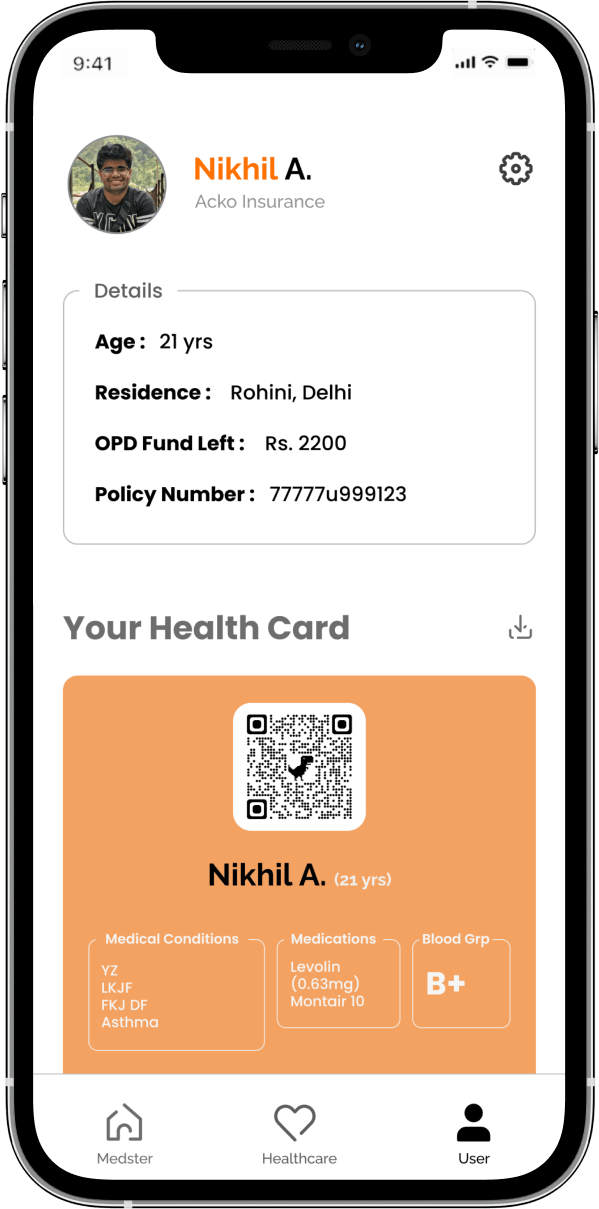 9:41
Nikhil A.
Acko Insurance
Details
Age : 21 yrs
Residence : Rohini, Delhi
OPD Fund Left : Rs. 2200
Policy Number : 77777u999123
Your Health Card
Nikhil A. (21 yrs)
Medical Conditions
YZ
LKJF
FKJ DF
Asthma
Medications
Levolin
(0.63mg)
Montair 10
Blood Grp
B+
Medster
Healthcare
User